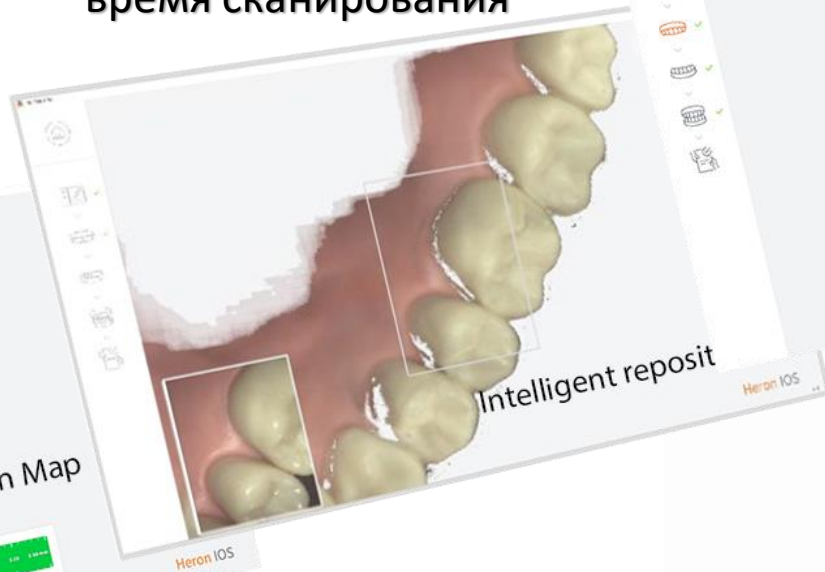 время сканирования
Intelligent reposit
Heron IOS
n Map
Heron IOS